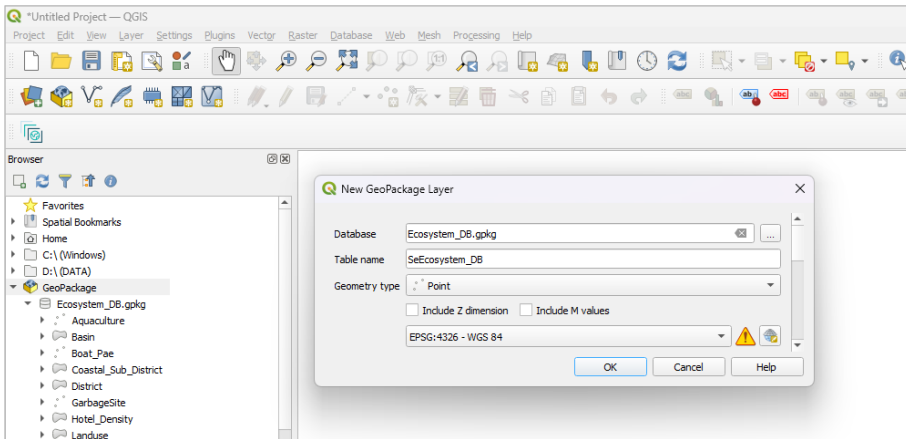 *Untitled Project — QGIS
Project Edit View Layer Settings Plugins Vector Raster Database Web Mesh Processing Help
abc abc
Browser
Favorites
Spatial Bookmarks
Home
C:\ (Windows)
D:\ (DATA)
GeoPackage
Ecosystem_DB.gpkg
Aquaculture
Basin
Boat_Pae
Coastal_Sub_District
District
GarbageSite
Hotel_Density
Landuse
New GeoPackage Layer
Database Ecosystem_DB.gpkg ...
Table name SeEcosystem_DB
Geometry type Point
Include Z dimension Include M values
EPSG:4326 - WGS 84
OK Cancel Help